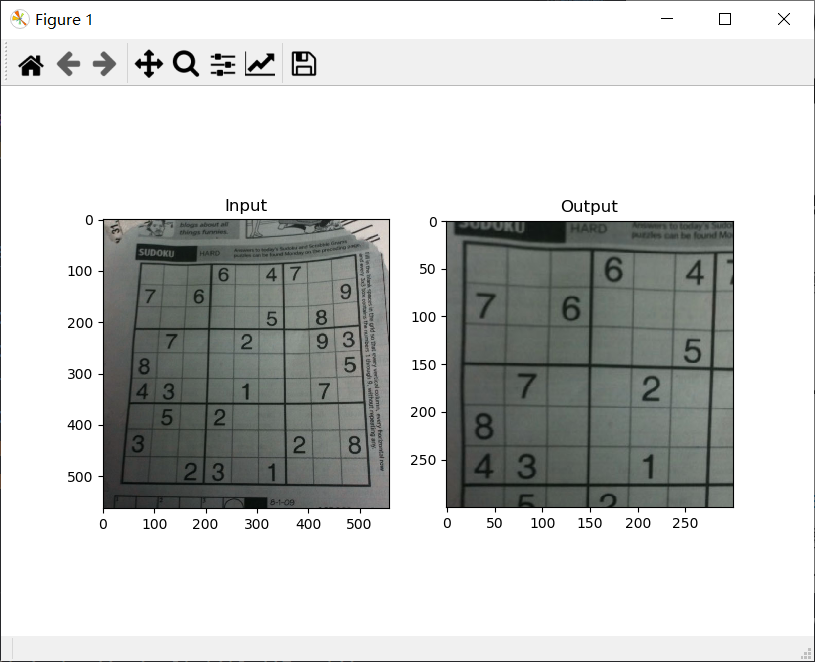 Figure 1
Input
Output
0
100
200
300
400
500
0
100
200
300
400
500
blogs about all
things funnies.
SUDOKU HARD
Answers to today's Sudoku and Scrabble Grams
puzzles can be found Monday on the preceding page.
6 4 7
7 6 9
5 8
7 2 9 3
8 5
4 3 1 7
5 2
3 2 8
2 3 1
fill in the blank spaces in the grid so that every vertical column, every horizontal row
and every 3x3 box contains the numbers 1 through 9, without repeating any.
8-1-09
0
50
100
150
200
250
0
50
100
150
200
250
SUDOKU HARD
Answers to today's Sudo
puzzles can be found Mo
6 4 7
7 6
5
7 2
8
4 3 1
5 2